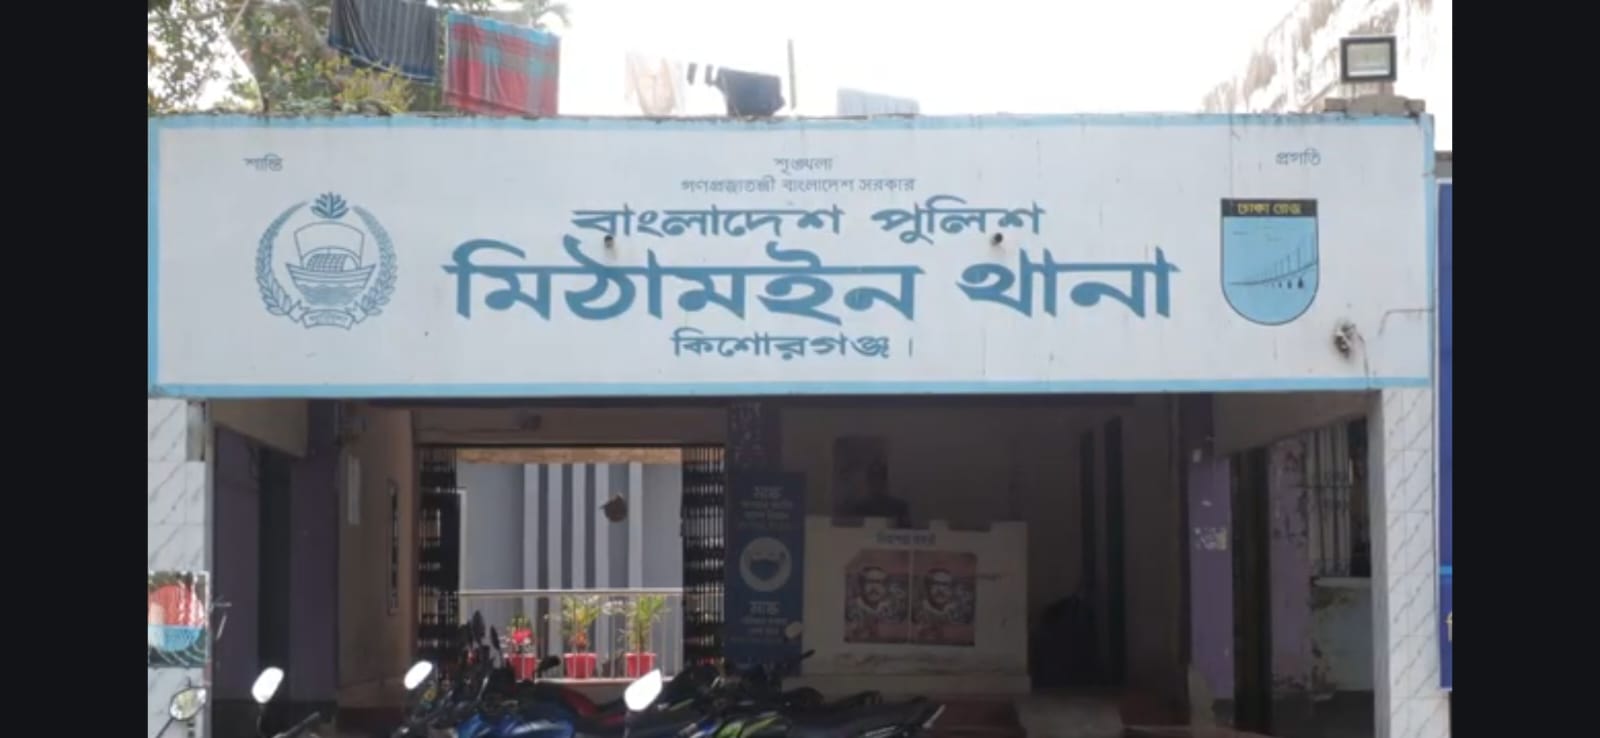 শান্তি শৃঙ্খলা প্রগতি
গণপ্রজাতন্ত্রী বাংলাদেশ সরকার
বাংলাদেশ পুলিশ
মিঠামইন থানা
কিশোরগঞ্জ।
ঢাকা রেঞ্জ
মাস্ক
মাস্ক